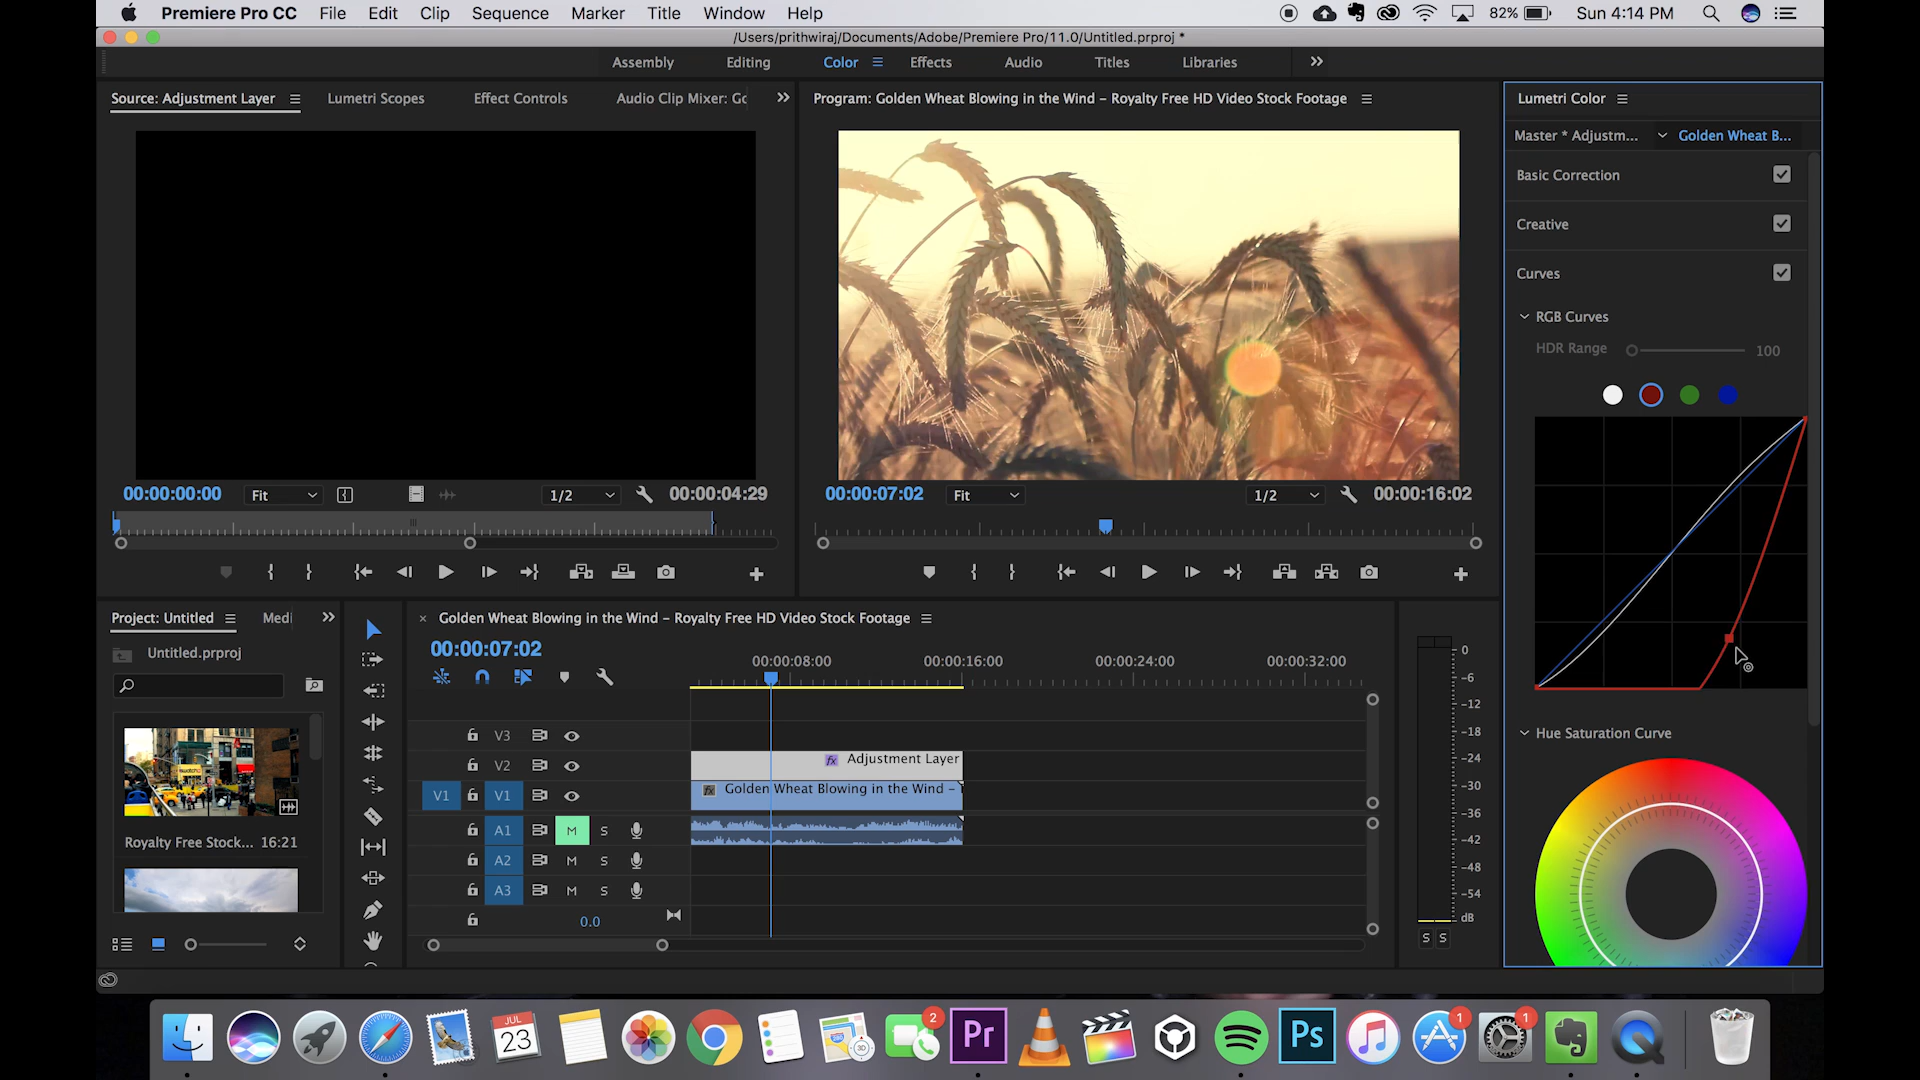 Premiere Pro CC File Edit Clip Sequence Marker Title Window Help 82% Sun 4:14 PM
/Users/prithwiraj/Documents/Adobe/Premiere Pro/11.0/Untitled.prproj *
Assembly Editing Color Effects Audio Titles Libraries
Source: Adjustment Layer Lumetri Scopes Effect Controls Audio Clip Mixer: Go
Program: Golden Wheat Blowing in the Wind - Royalty Free HD Video Stock Footage
Lumetri Color
Master * Adjustm... Golden Wheat B...
Basic Correction
Creative
Curves
RGB Curves
HDR Range 100
00:00:00:00 Fit 1/2 00:00:04:29
00:00:07:02 Fit 1/2 00:00:16:02
Hue Saturation Curve
Project: Untitled Medi
Untitled.prproj
Royalty Free Stock... 16:21
Golden Wheat Blowing in the Wind - Royalty Free HD Video Stock Footage
00:00:07:02
00:00:08:00 00:00:16:00 00:00:24:00 00:00:32:00
V3
V2 fx Adjustment Layer
V1 V1 fx Golden Wheat Blowing in the Wind -
A1 M S
A2 M S
A3 M S
0.0
0
-6
-12
-18
-24
-30
-36
-42
-48
-54
dB
S S
JUL
23
2
Pr
Ps
1
1